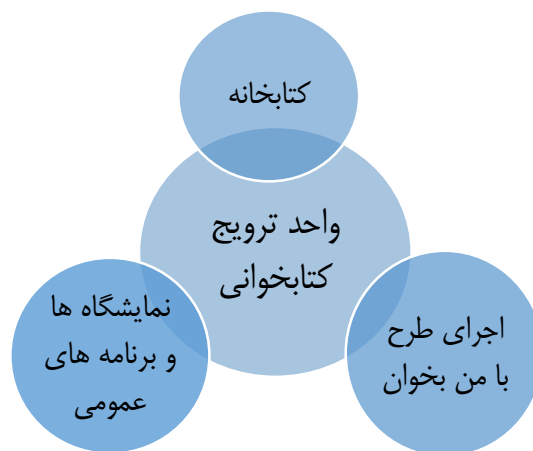 کتابخانه
واحد ترویج
کتابخوانی
اجرای طرح
با من بخوان
نمایشگاه ها
و برنامه های
عمومی